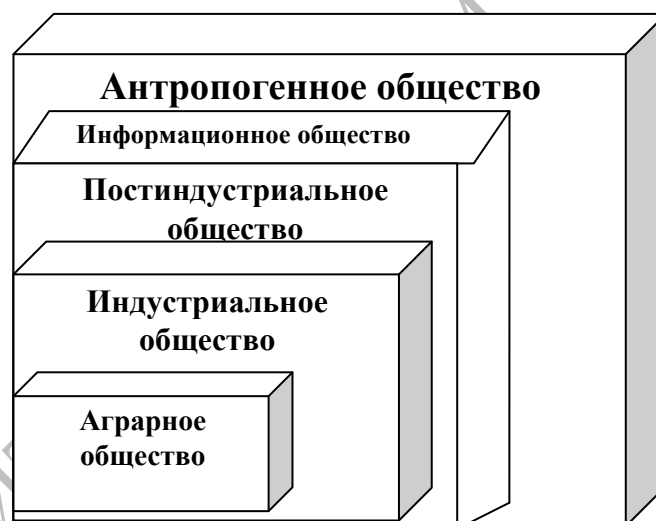 Антропогенное общество
Информационное общество
Постиндустриальное
общество
Индустриальное
общество
Аграрное
общество